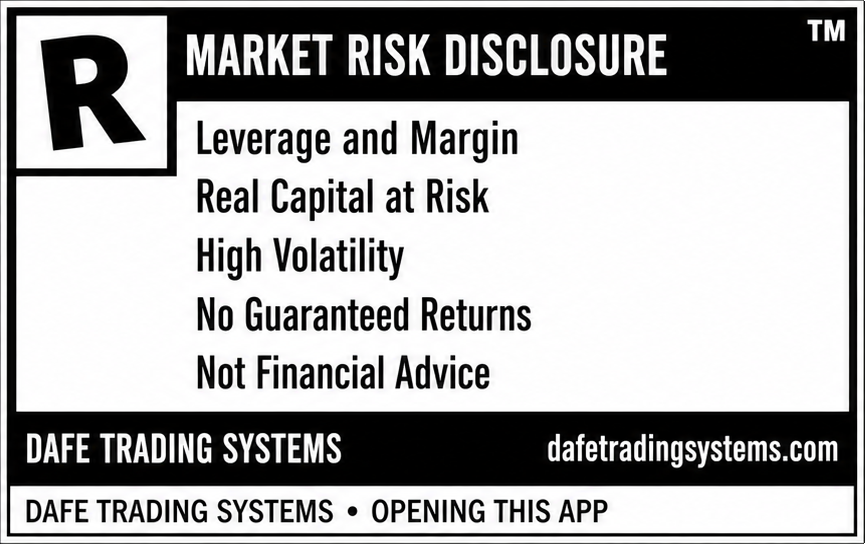 R
MARKET RISK DISCLOSURE
TM
Leverage and Margin
Real Capital at Risk
High Volatility
No Guaranteed Returns
Not Financial Advice
DAFE TRADING SYSTEMS
dafetradingsystems.com
DAFE TRADING SYSTEMS • OPENING THIS APP